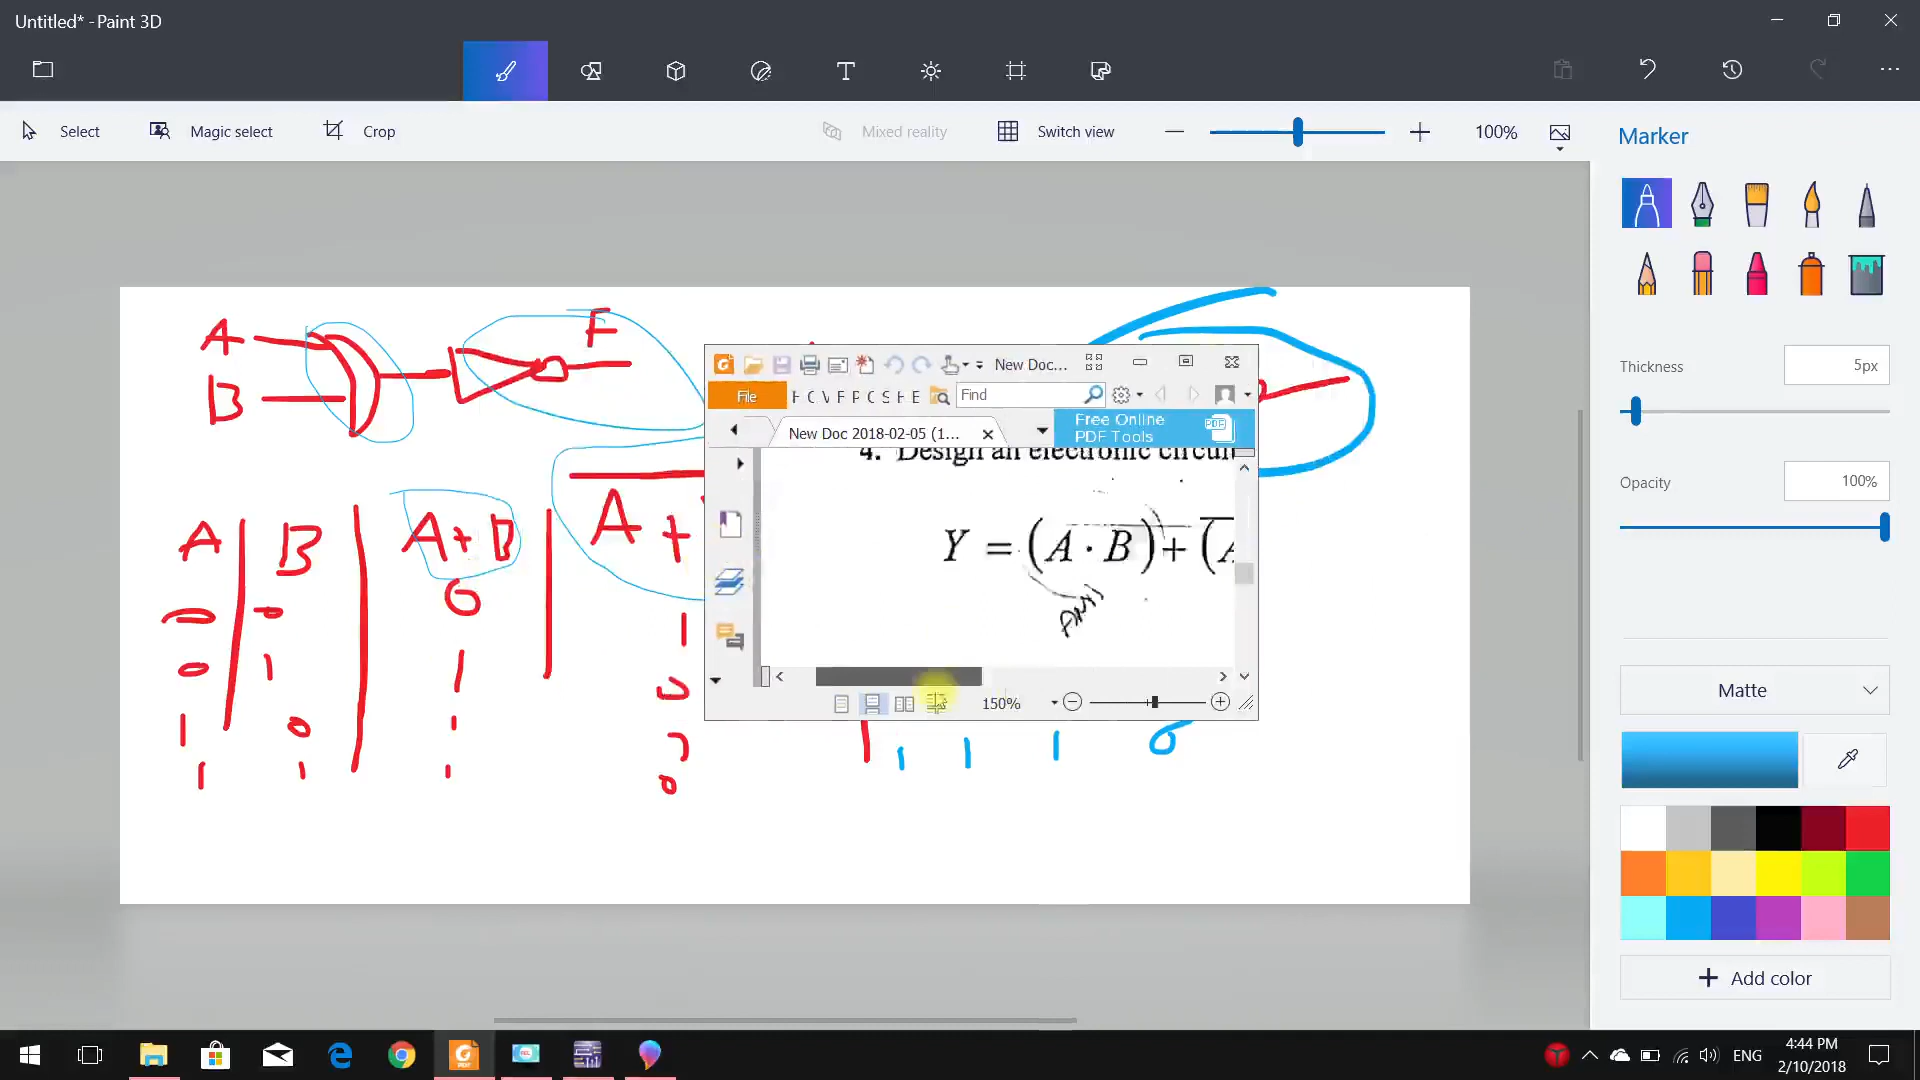 Untitled* - Paint 3D
Select
Magic select
Crop
Mixed reality
Switch view
100%
Marker
Thickness
5px
Opacity
100%
Matte
Add color
A
B
F
A
B
A + B
A +
0 0 0 1
0 1 1 0
1 0 1
1 1 1 0
1 1 1 0
New Doc...
File
H C V F P C S H E
Find
New Doc 2018-02-05 (1...
Free Online
PDF Tools
4. Design an electronic circui
Y = (A · B) + (A
150%
ENG
4:44 PM
2/10/2018